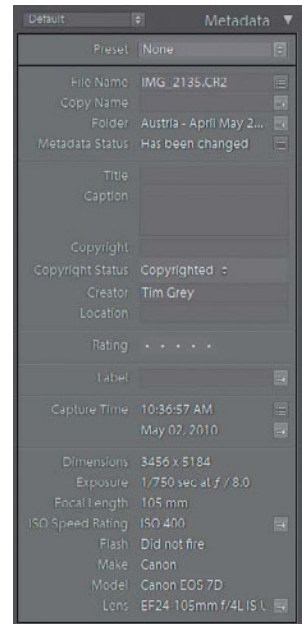 Default Metadata
Preset None
File Name IMG_2135.CR2
Copy Name
Folder Austria - April May 2...
Metadata Status Has been changed
Title
Caption
Copyright
Copyright Status Copyrighted
Creator Tim Grey
Location
Rating . . . . .
Label
Capture Time 10:36:57 AM
May 02, 2010
Dimensions 3456 x 5184
Exposure 1/750 sec at ƒ / 8.0
Focal Length 105 mm
ISO Speed Rating ISO 400
Flash Did not fire
Make Canon
Model Canon EOS 7D
Lens EF24-105mm f/4L IS U